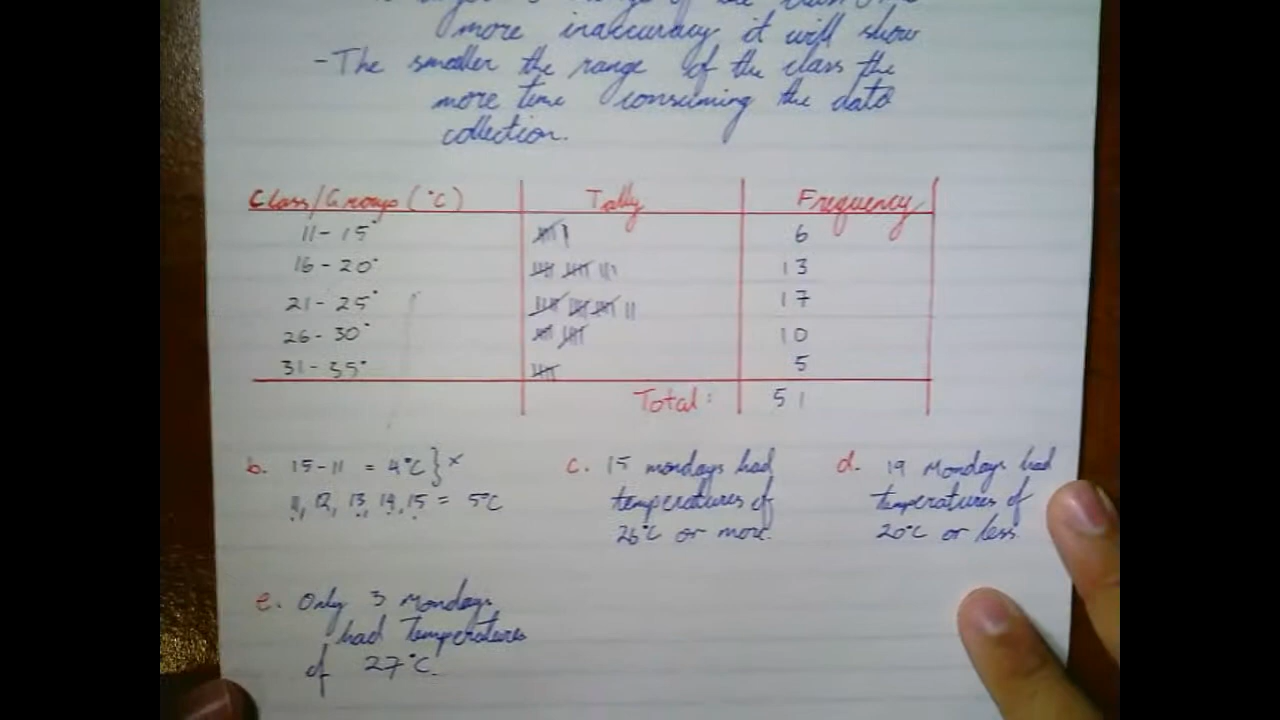 more inaccuracy it will show
- The smaller the range of the class the
more time consuming the data
collection.
Class/Group (°C) Tally Frequency
11 - 15° 6
16 - 20° 13
21 - 25° 17
26 - 30° 10
31 - 35° 5
Total: 51
b. 15-11 = 4°C} x
11, 12, 13, 14, 15 = 5°C
c. 15 mondays had
temperatures of
26°C or more.
d. 19 Mondays had
temperatures of
20°C or less.
e. Only 3 Mondays
had temperatures
of 27°C.